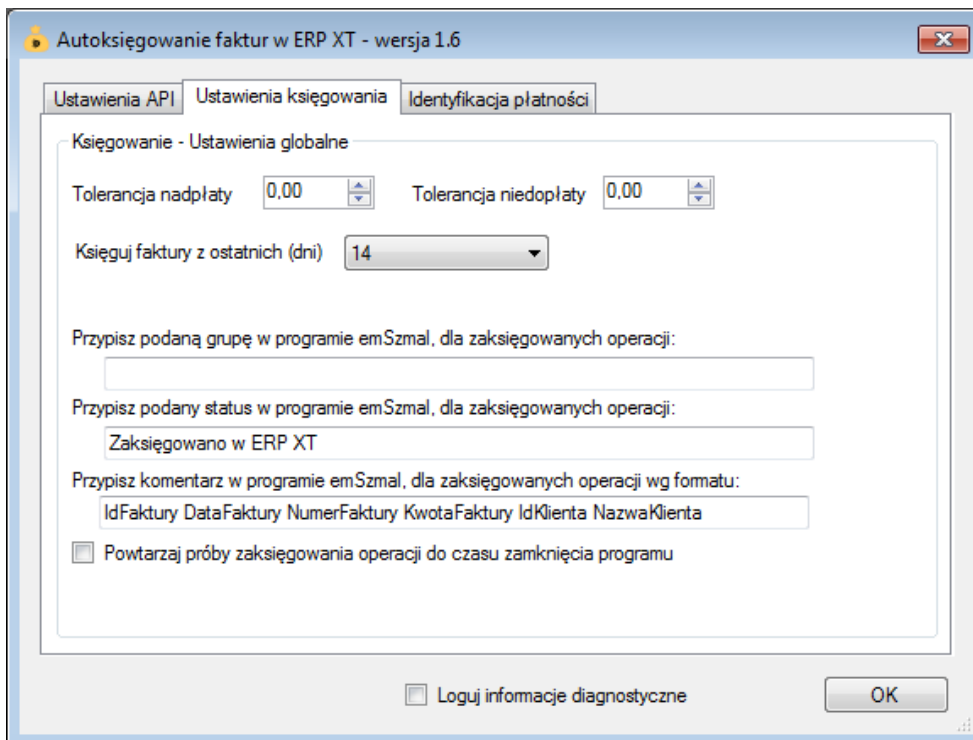 Autoksięgowanie faktur w ERP XT - wersja 1.6
Ustawienia API Ustawienia księgowania Identyfikacja płatności
Księgowanie - Ustawienia globalne
Tolerancja nadpłaty 0,00 Tolerancja niedopłaty 0,00
Księguj faktury z ostatnich (dni) 14
Przypisz podaną grupę w programie emSzmal, dla zaksięgowanych operacji:
Przypisz podany status w programie emSzmal, dla zaksięgowanych operacji:
Zaksięgowano w ERP XT
Przypisz komentarz w programie emSzmal, dla zaksięgowanych operacji wg formatu:
IdFaktury DataFaktury NumerFaktury KwotaFaktury IdKlienta NazwaKlienta
Powtarzaj próby zaksięgowania operacji do czasu zamknięcia programu
Loguj informacje diagnostyczne OK